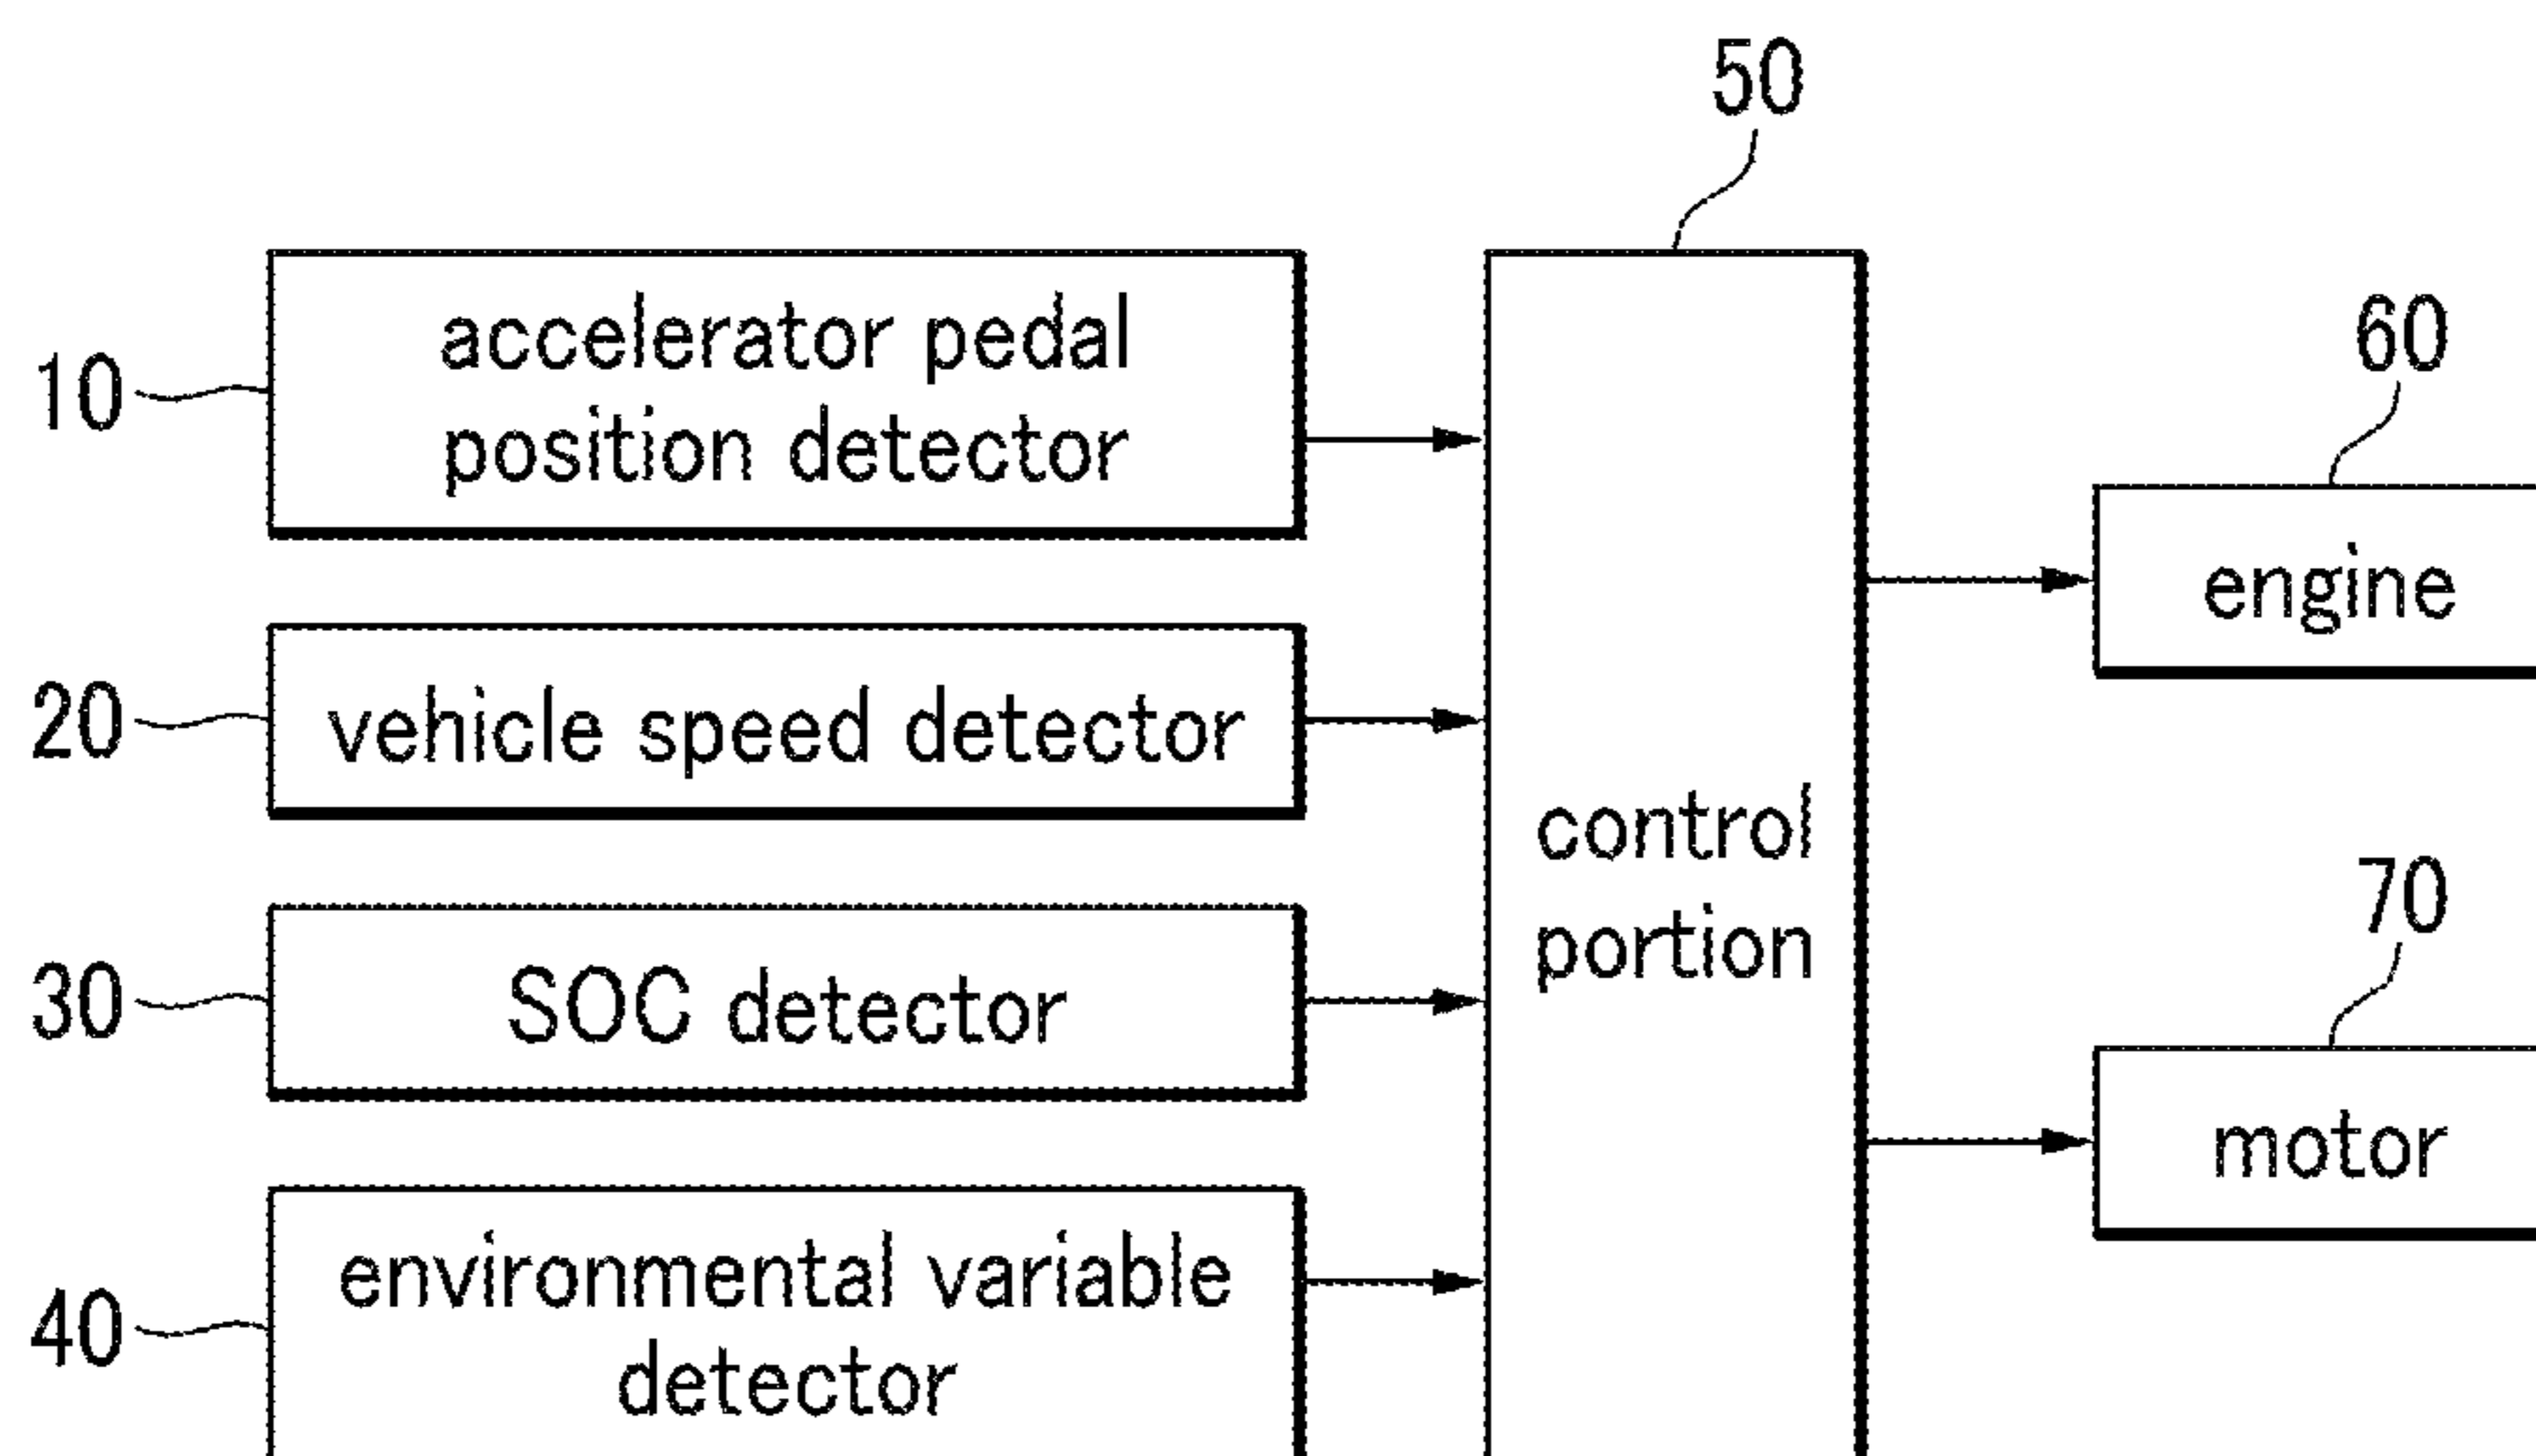 50
10
accelerator pedal
position detector
60
engine
20
vehicle speed detector
control
portion
30
SOC detector
70
motor
40
environmental variable
detector